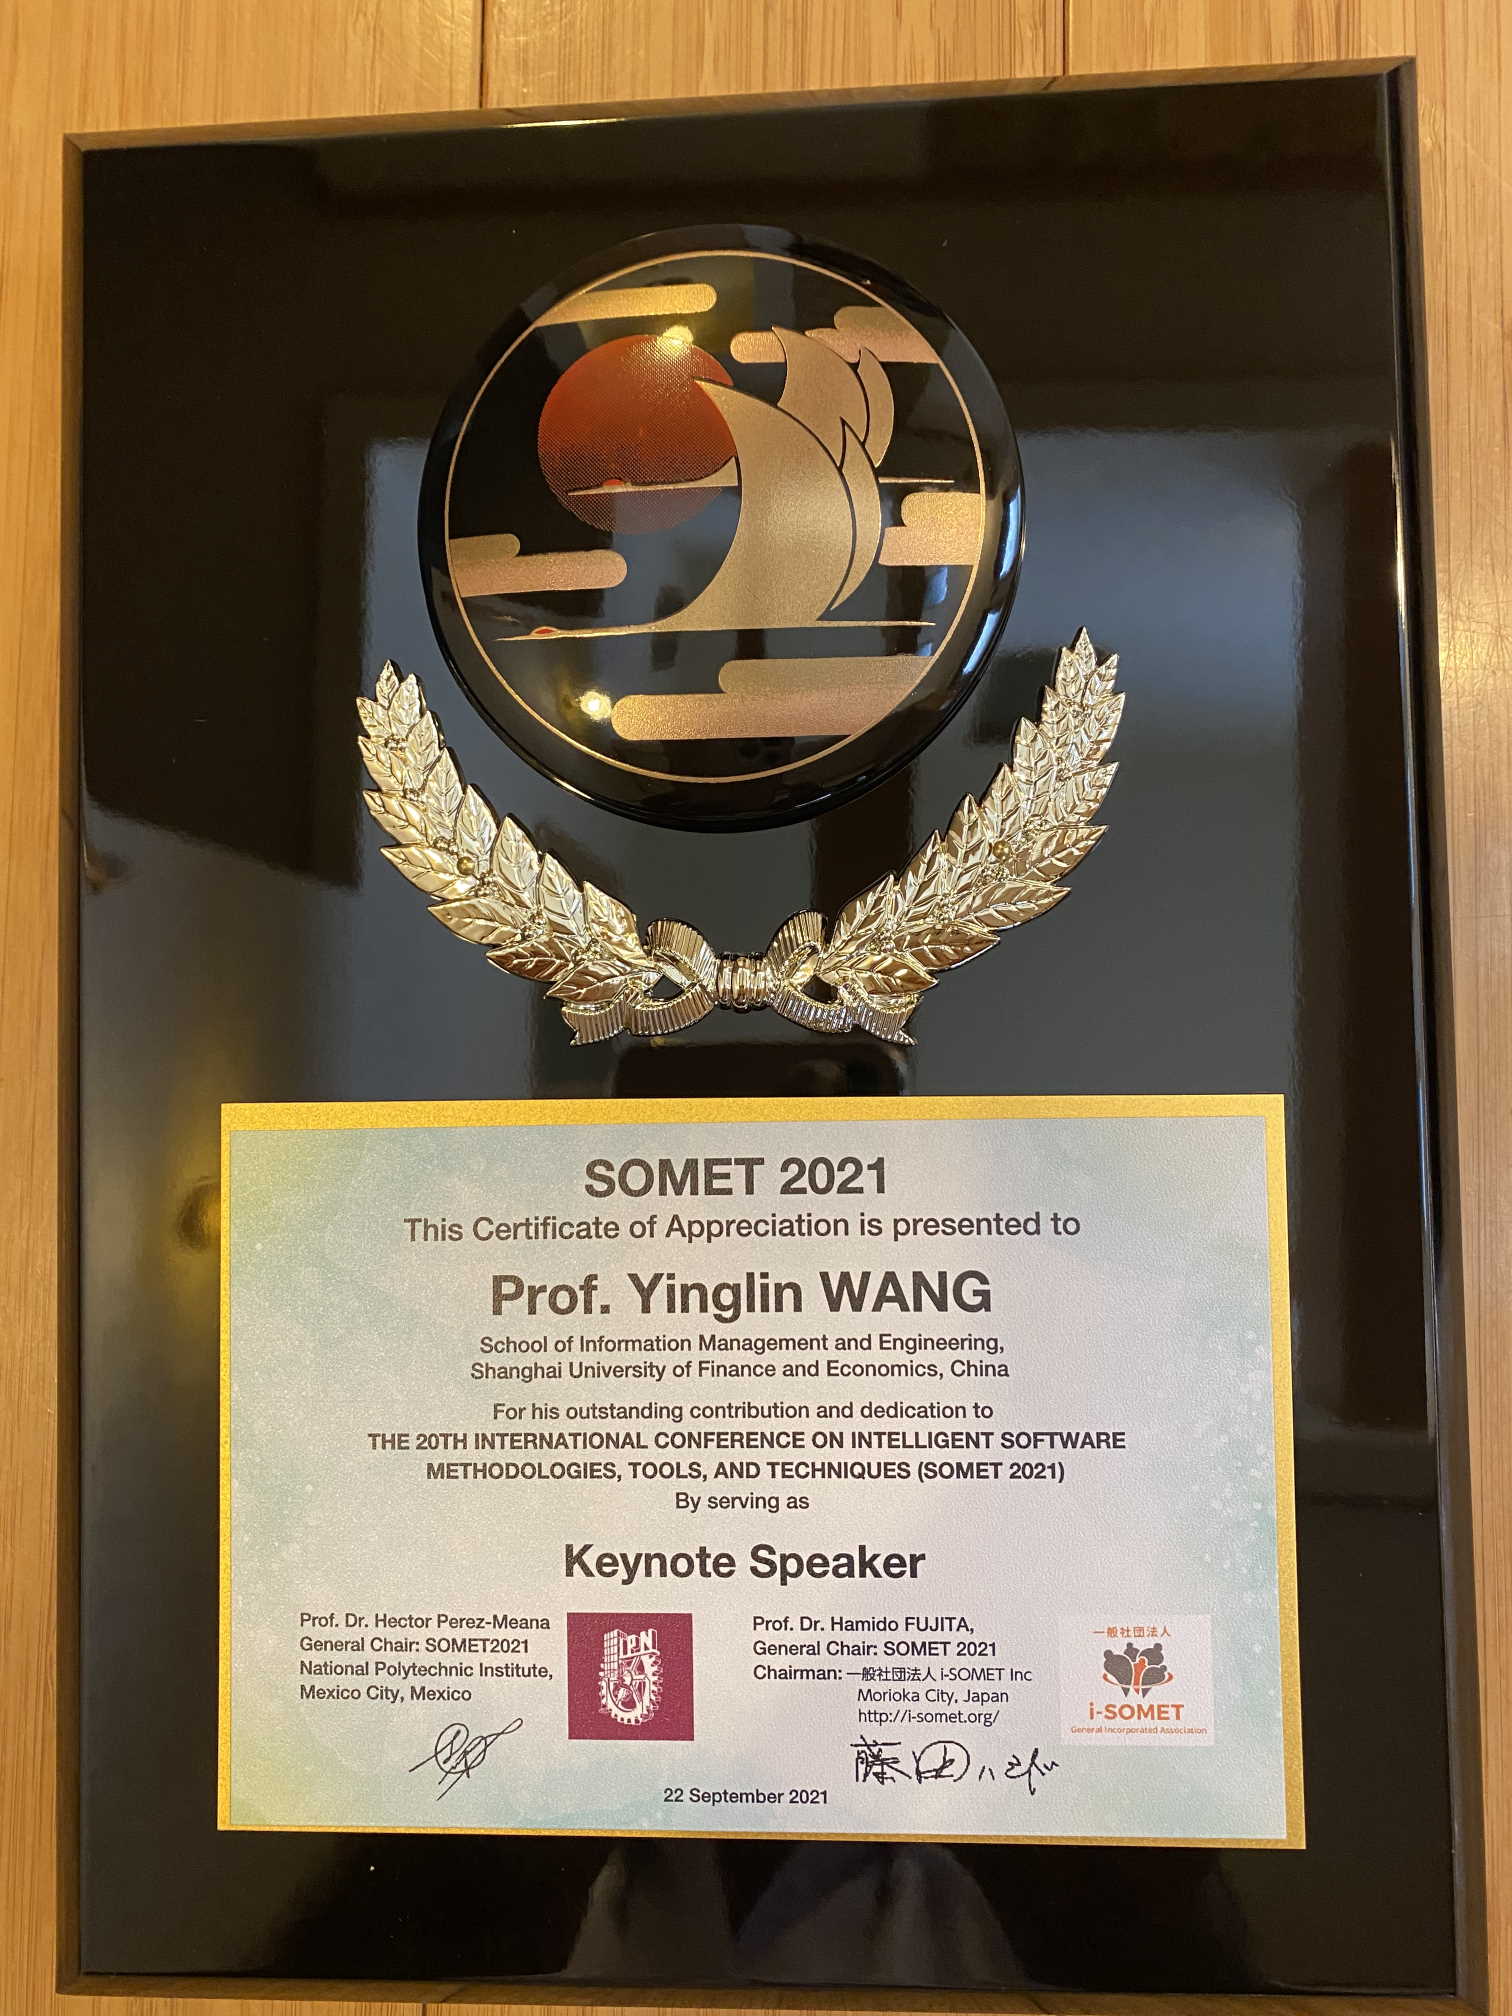 SOMET 2021
This Certificate of Appreciation is presented to
Prof. Yinglin WANG
School of Information Management and Engineering,
Shanghai University of Finance and Economics, China
For his outstanding contribution and dedication to
THE 20TH INTERNATIONAL CONFERENCE ON INTELLIGENT SOFTWARE
METHODOLOGIES, TOOLS, AND TECHNIQUES (SOMET 2021)
By serving as
Keynote Speaker
Prof. Dr. Hector Perez-Meana
General Chair: SOMET2021
National Polytechnic Institute,
Mexico City, Mexico
IPN
Prof. Dr. Hamido FUJITA,
General Chair: SOMET 2021
Chairman: 一般社団法人 i-SOMET Inc
Morioka City, Japan
http://i-somet.org/
一般社団法人
i-SOMET
General Incorporated Association
藤田
22 September 2021